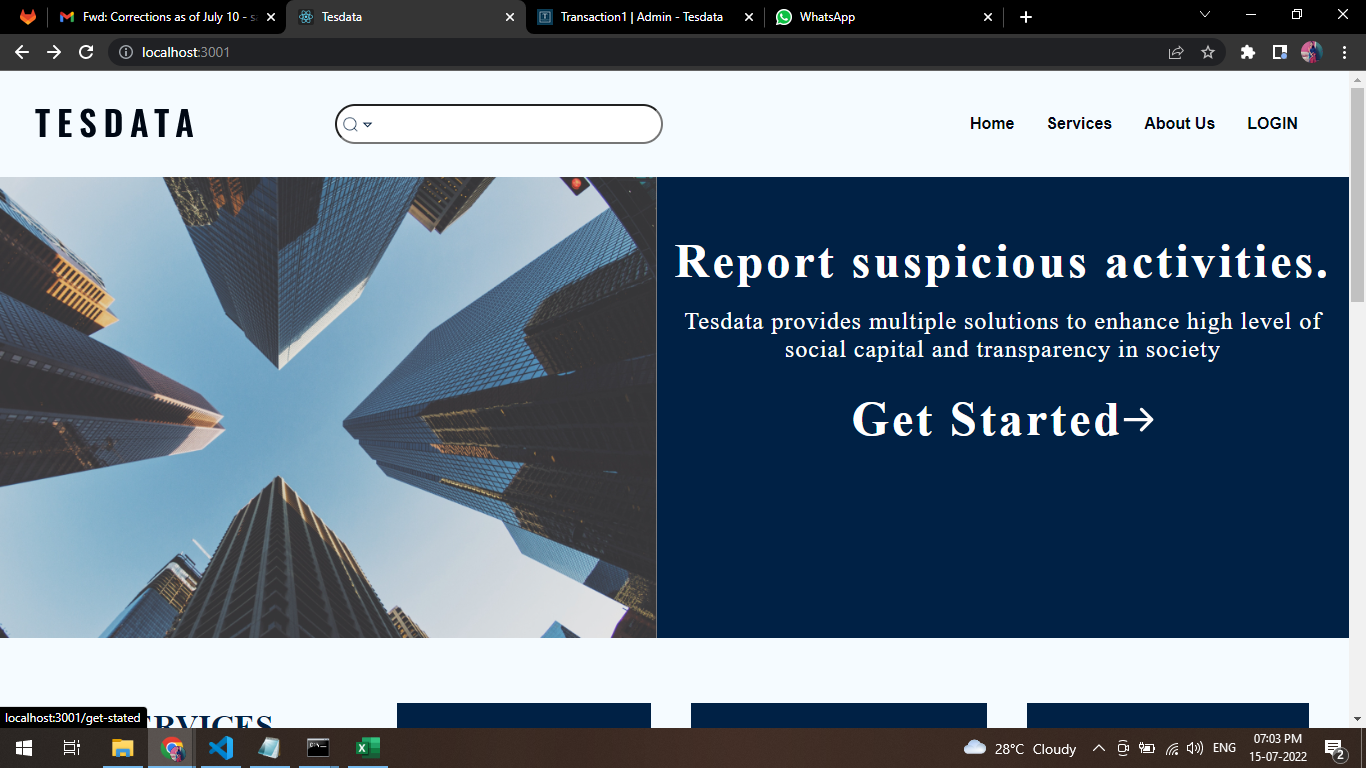 Fwd: Corrections as of July 10 - s
Tesdata
Transaction1 | Admin - Tesdata
WhatsApp
localhost:3001
TESDATA
Home
Services
About Us
LOGIN
Report suspicious activities.
Tesdata provides multiple solutions to enhance high level of
social capital and transparency in society
Get Started
localhost:3001/get-stated
28°C Cloudy
ENG
07:03 PM
15-07-2022
2